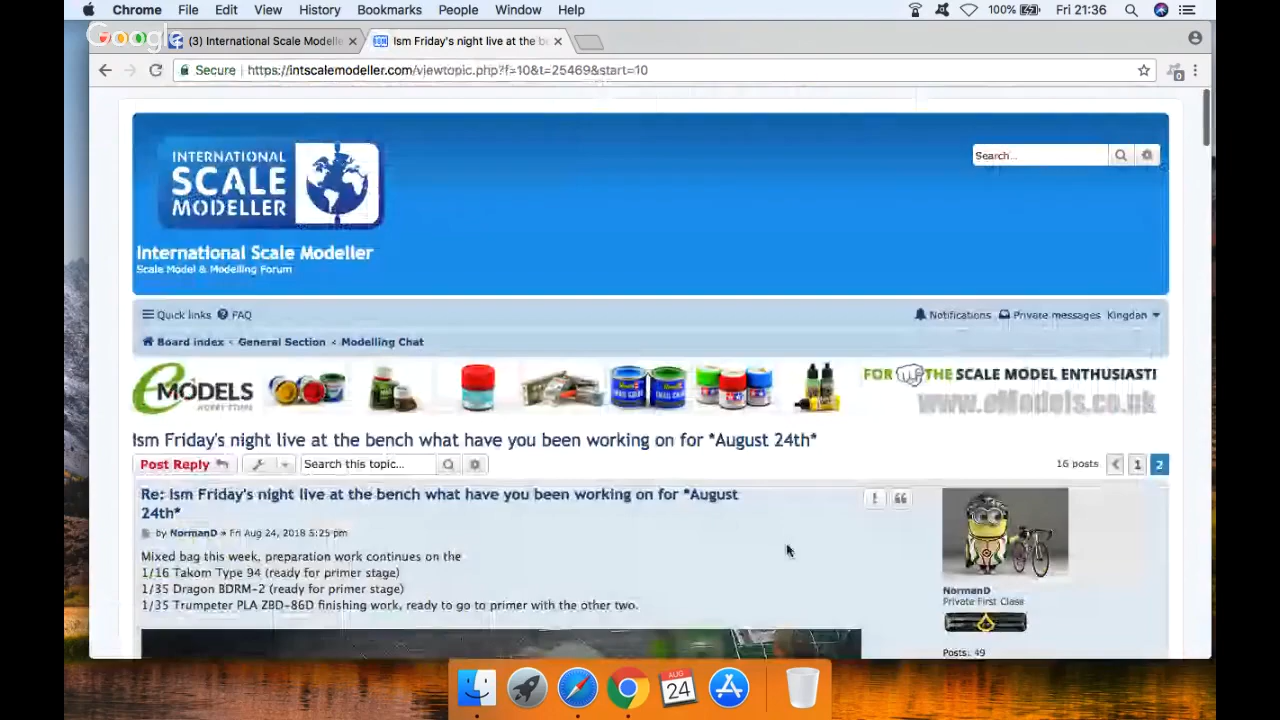 Chrome File Edit View History Bookmarks People Window Help 100% Fri 21:36
Google
(3) International Scale Modelle Ism Friday's night live at the be
Secure https://intscalemodeller.com/viewtopic.php?f=10&t=25469&start=10 0
INTERNATIONAL
SCALE
MODELLER
Search...
International Scale Modeller
Scale Model & Modelling Forum
Quick links FAQ Notifications Private messages Kingdan
Board index ‹ General Section ‹ Modelling Chat
eMODELS FOR THE SCALE MODEL ENTHUSIAST!
HOBBY STORE www.eModels.co.uk
Ism Friday's night live at the bench what have you been working on for *August 24th*
Post Reply Search this topic... 16 posts 1 2
Re: Ism Friday's night live at the bench what have you been working on for *August
24th*
by NormanD » Fri Aug 24, 2018 5:25 pm
Mixed bag this week, preparation work continues on the
1/16 Takom Type 94 (ready for primer stage)
1/35 Dragon BDRM-2 (ready for primer stage)
1/35 Trumpeter PLA ZBD-86D finishing work, ready to go to primer with the other two.
NormanD
Private First Class
Posts: 49
AUG
24